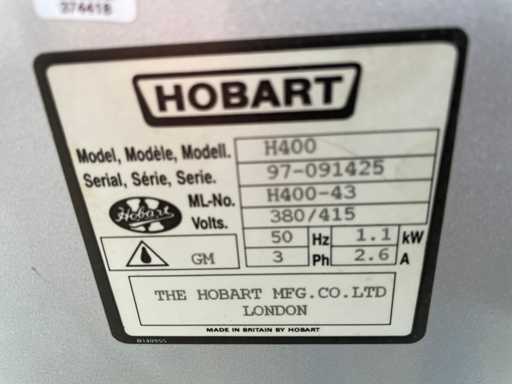 374418
HOBART
Model, Modèle, Modell. H400
Serial, Série, Serie. 97-091425
Hobart ML-No. H400-43
Volts. 380/415
50 Hz 1.1 kW
GM 3 Ph 2.6 A
THE HOBART MFG.CO.LTD
LONDON
MADE IN BRITAIN BY HOBART